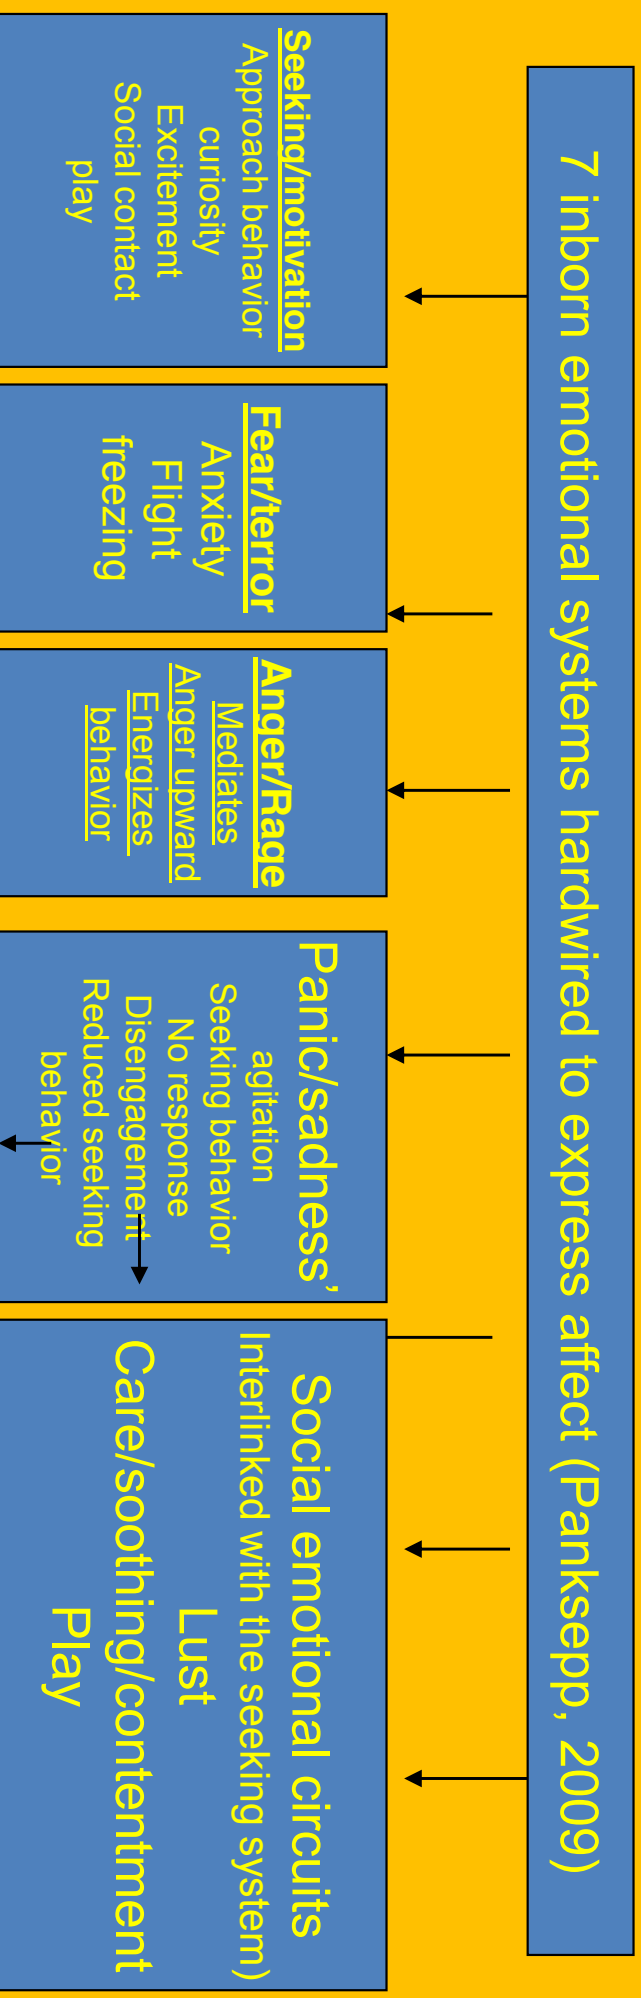 7 inborn emotional systems hardwired to express affect (Panksepp, 2009)
Seeking/motivation
Approach behavior
curiosity
Excitement
Social contact
play
Fear/terror
Anxiety
Flight
freezing
Anger/Rage
Mediates
Anger upward
Energizes
behavior
Panic/sadness’
agitation
Seeking behavior
No response
Disengagement
Reduced seeking
behavior
Social emotional circuits
Interlinked with the seeking system)
Lust
Care/soothing/contentment
Play